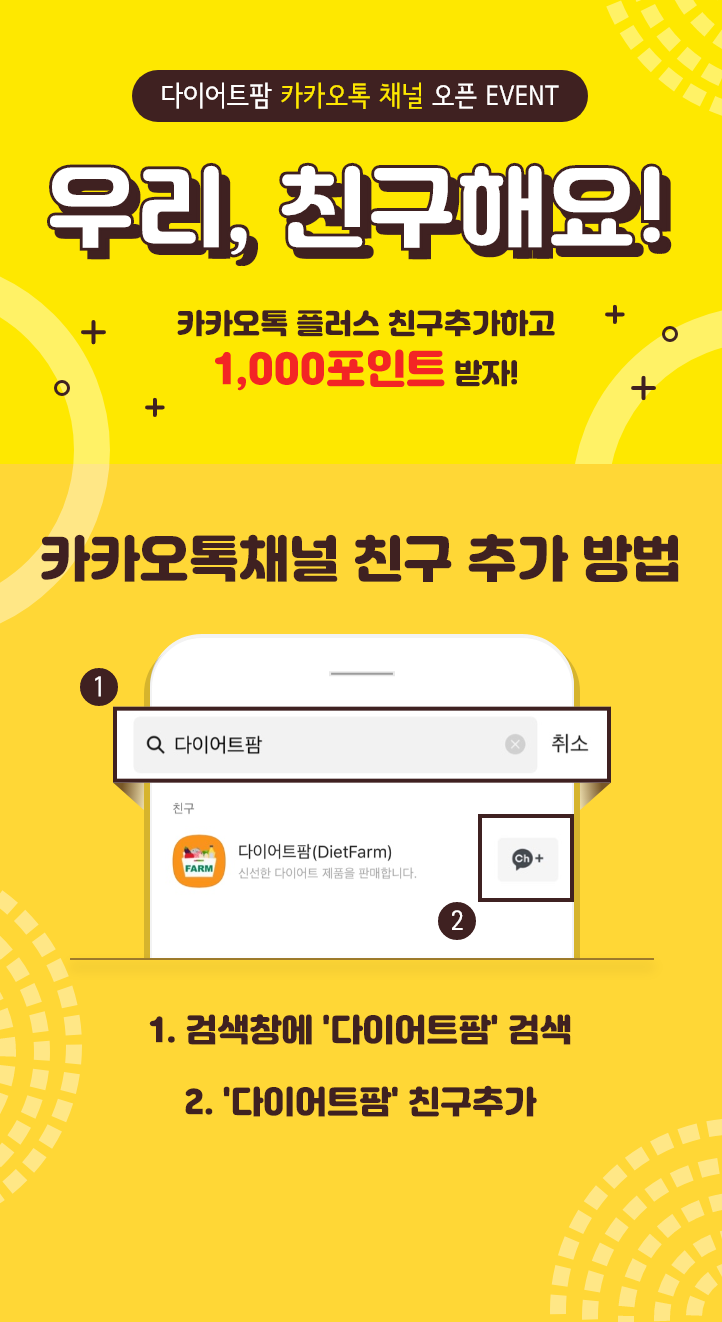 다이어트팜 카카오톡 채널 오픈 EVENT
우리, 친구해요!
카카오톡 플러스 친구추가하고
1,000포인트 받자!
카카오톡채널 친구 추가 방법
1
다이어트팜 취소
친구
FARM
다이어트팜(DietFarm)
신선한 다이어트 제품을 판매합니다.
Ch+
2
1. 검색창에 '다이어트팜' 검색
2. '다이어트팜' 친구추가